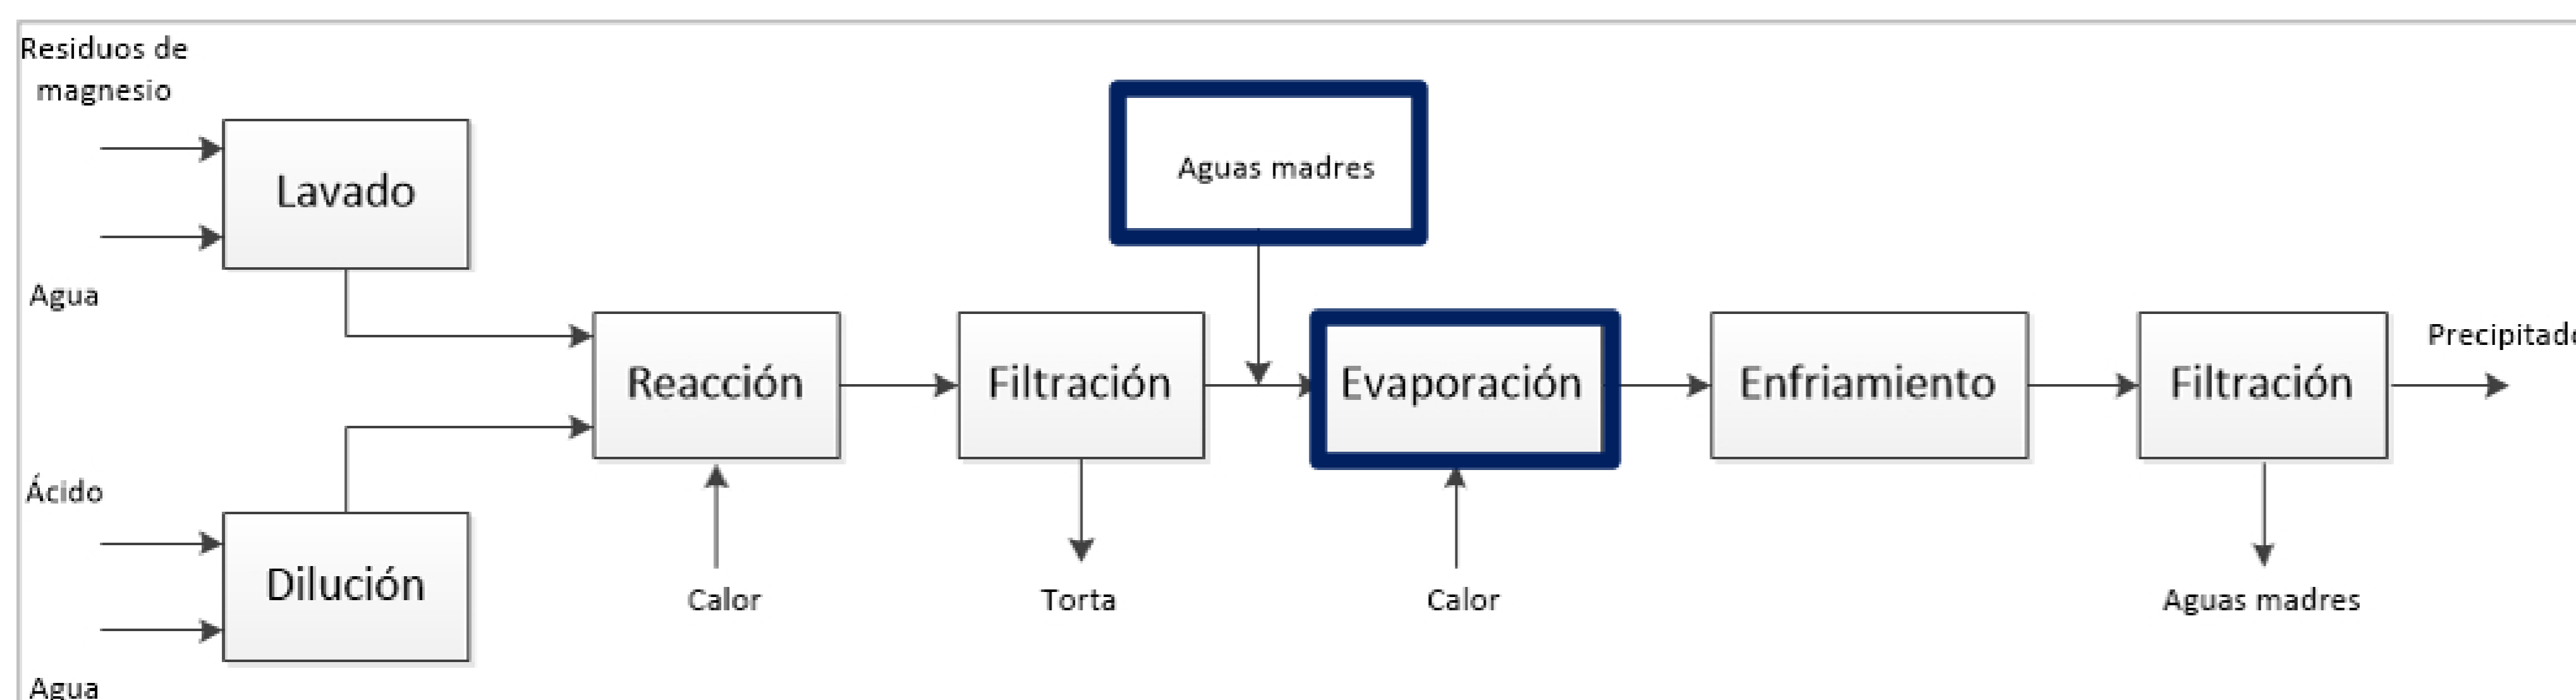 Residuos de
magnesio
Lavado
Agua
Aguas madres
Reacción
Filtración
Evaporación
Enfriamiento
Filtración
Precipitado
Ácido
Dilución
Agua
Calor
Torta
Calor
Aguas madres